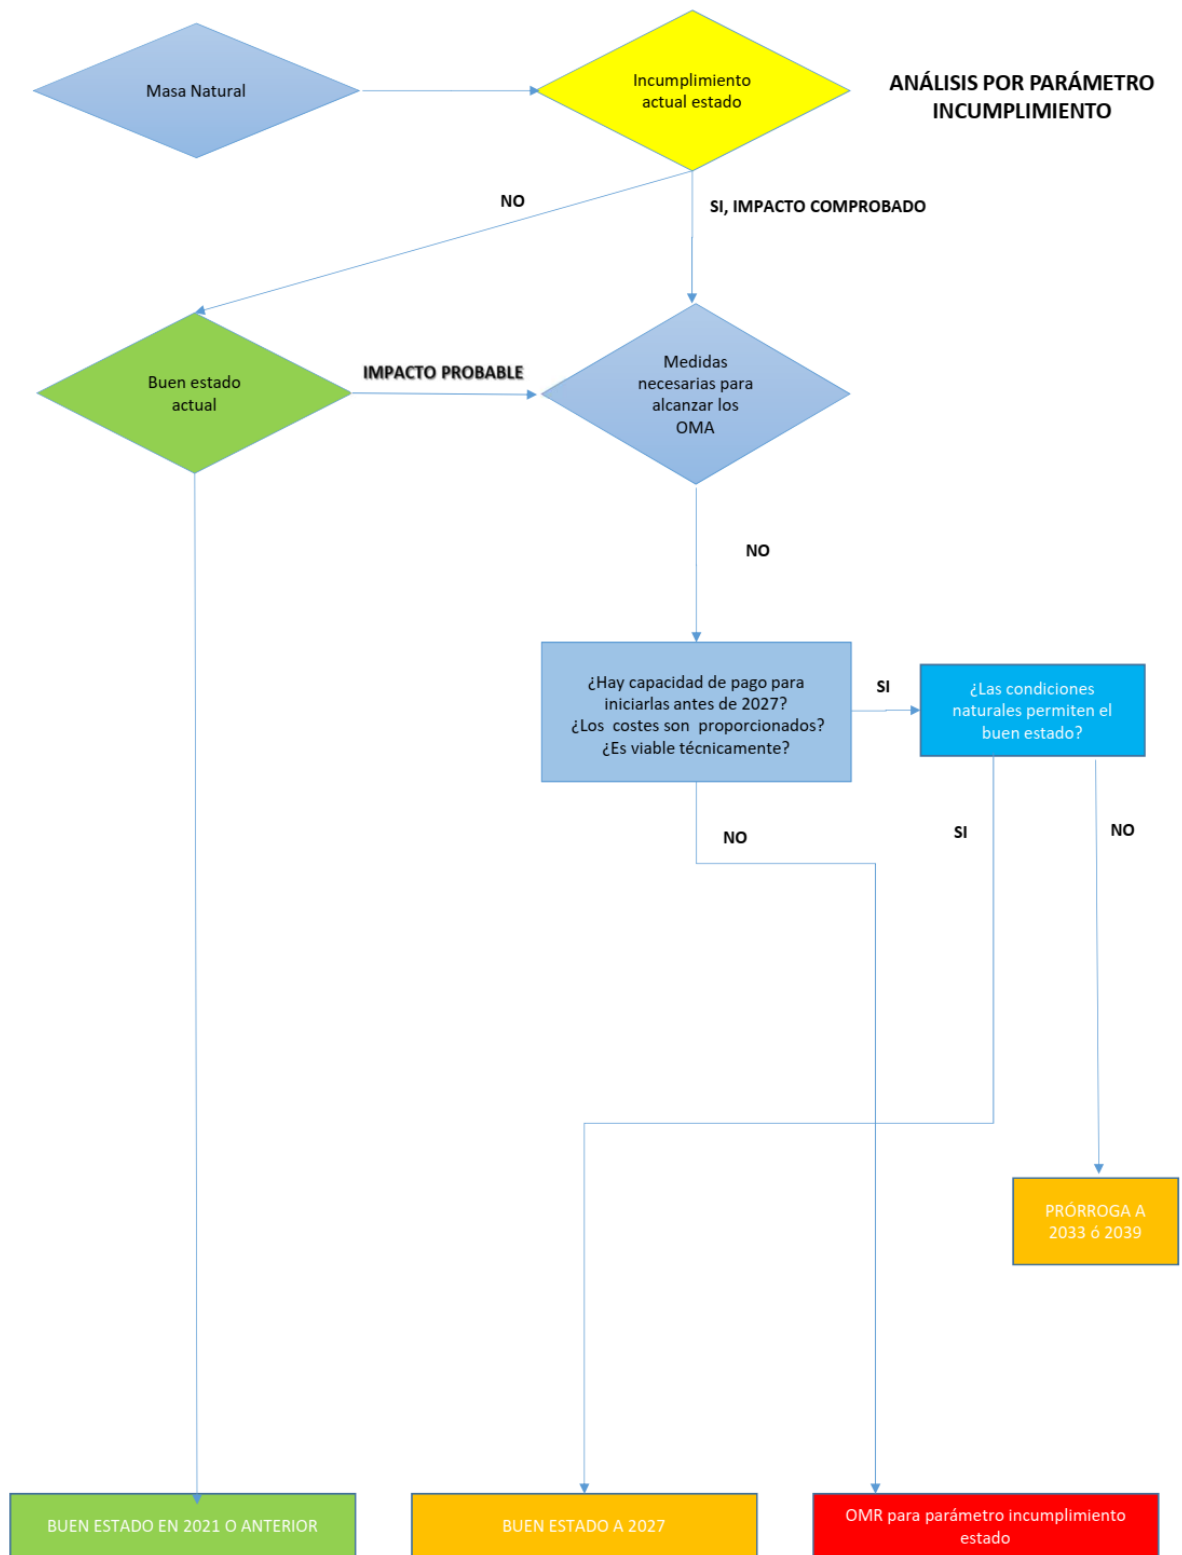 Masa Natural
Incumplimiento
actual estado
ANÁLISIS POR PARÁMETRO
INCUMPLIMIENTO
NO
SI, IMPACTO COMPROBADO
Buen estado
actual
IMPACTO PROBABLE
Medidas
necesarias para
alcanzar los
OMA
NO
¿Hay capacidad de pago para
iniciarlas antes de 2027?
¿Los costes son proporcionados?
¿Es viable técnicamente?
SI
¿Las condiciones
naturales permiten el
buen estado?
NO
SI
NO
PRÓRROGA A
2033 ó 2039
BUEN ESTADO EN 2021 O ANTERIOR
BUEN ESTADO A 2027
OMR para parámetro incumplimiento
estado